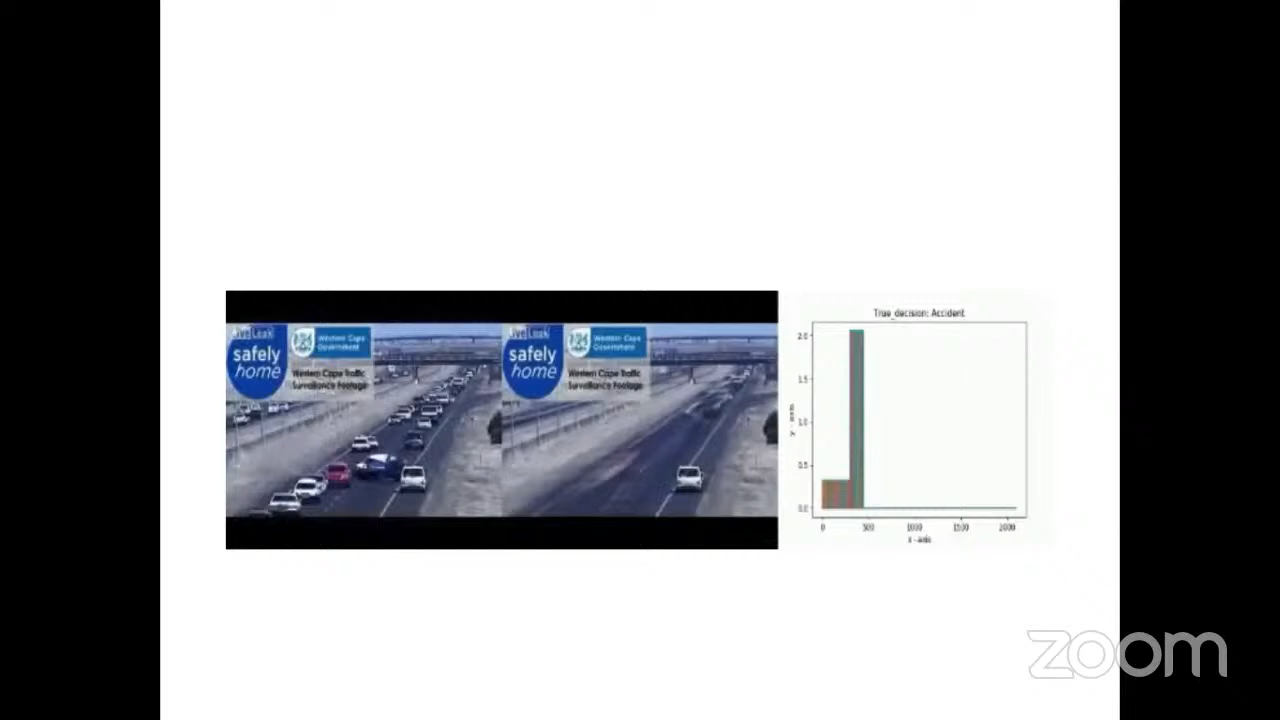 LiveLeak
safely
home
Western Cape
Government
Western Cape Traffic
Surveillance Footage
LiveLeak
safely
home
Western Cape
Government
Western Cape Traffic
Surveillance Footage
True_decision: Accident
2.0
1.5
1.0
0.5
0.0
y - axis
0
500
1000
1500
2000
x - axis
zoom